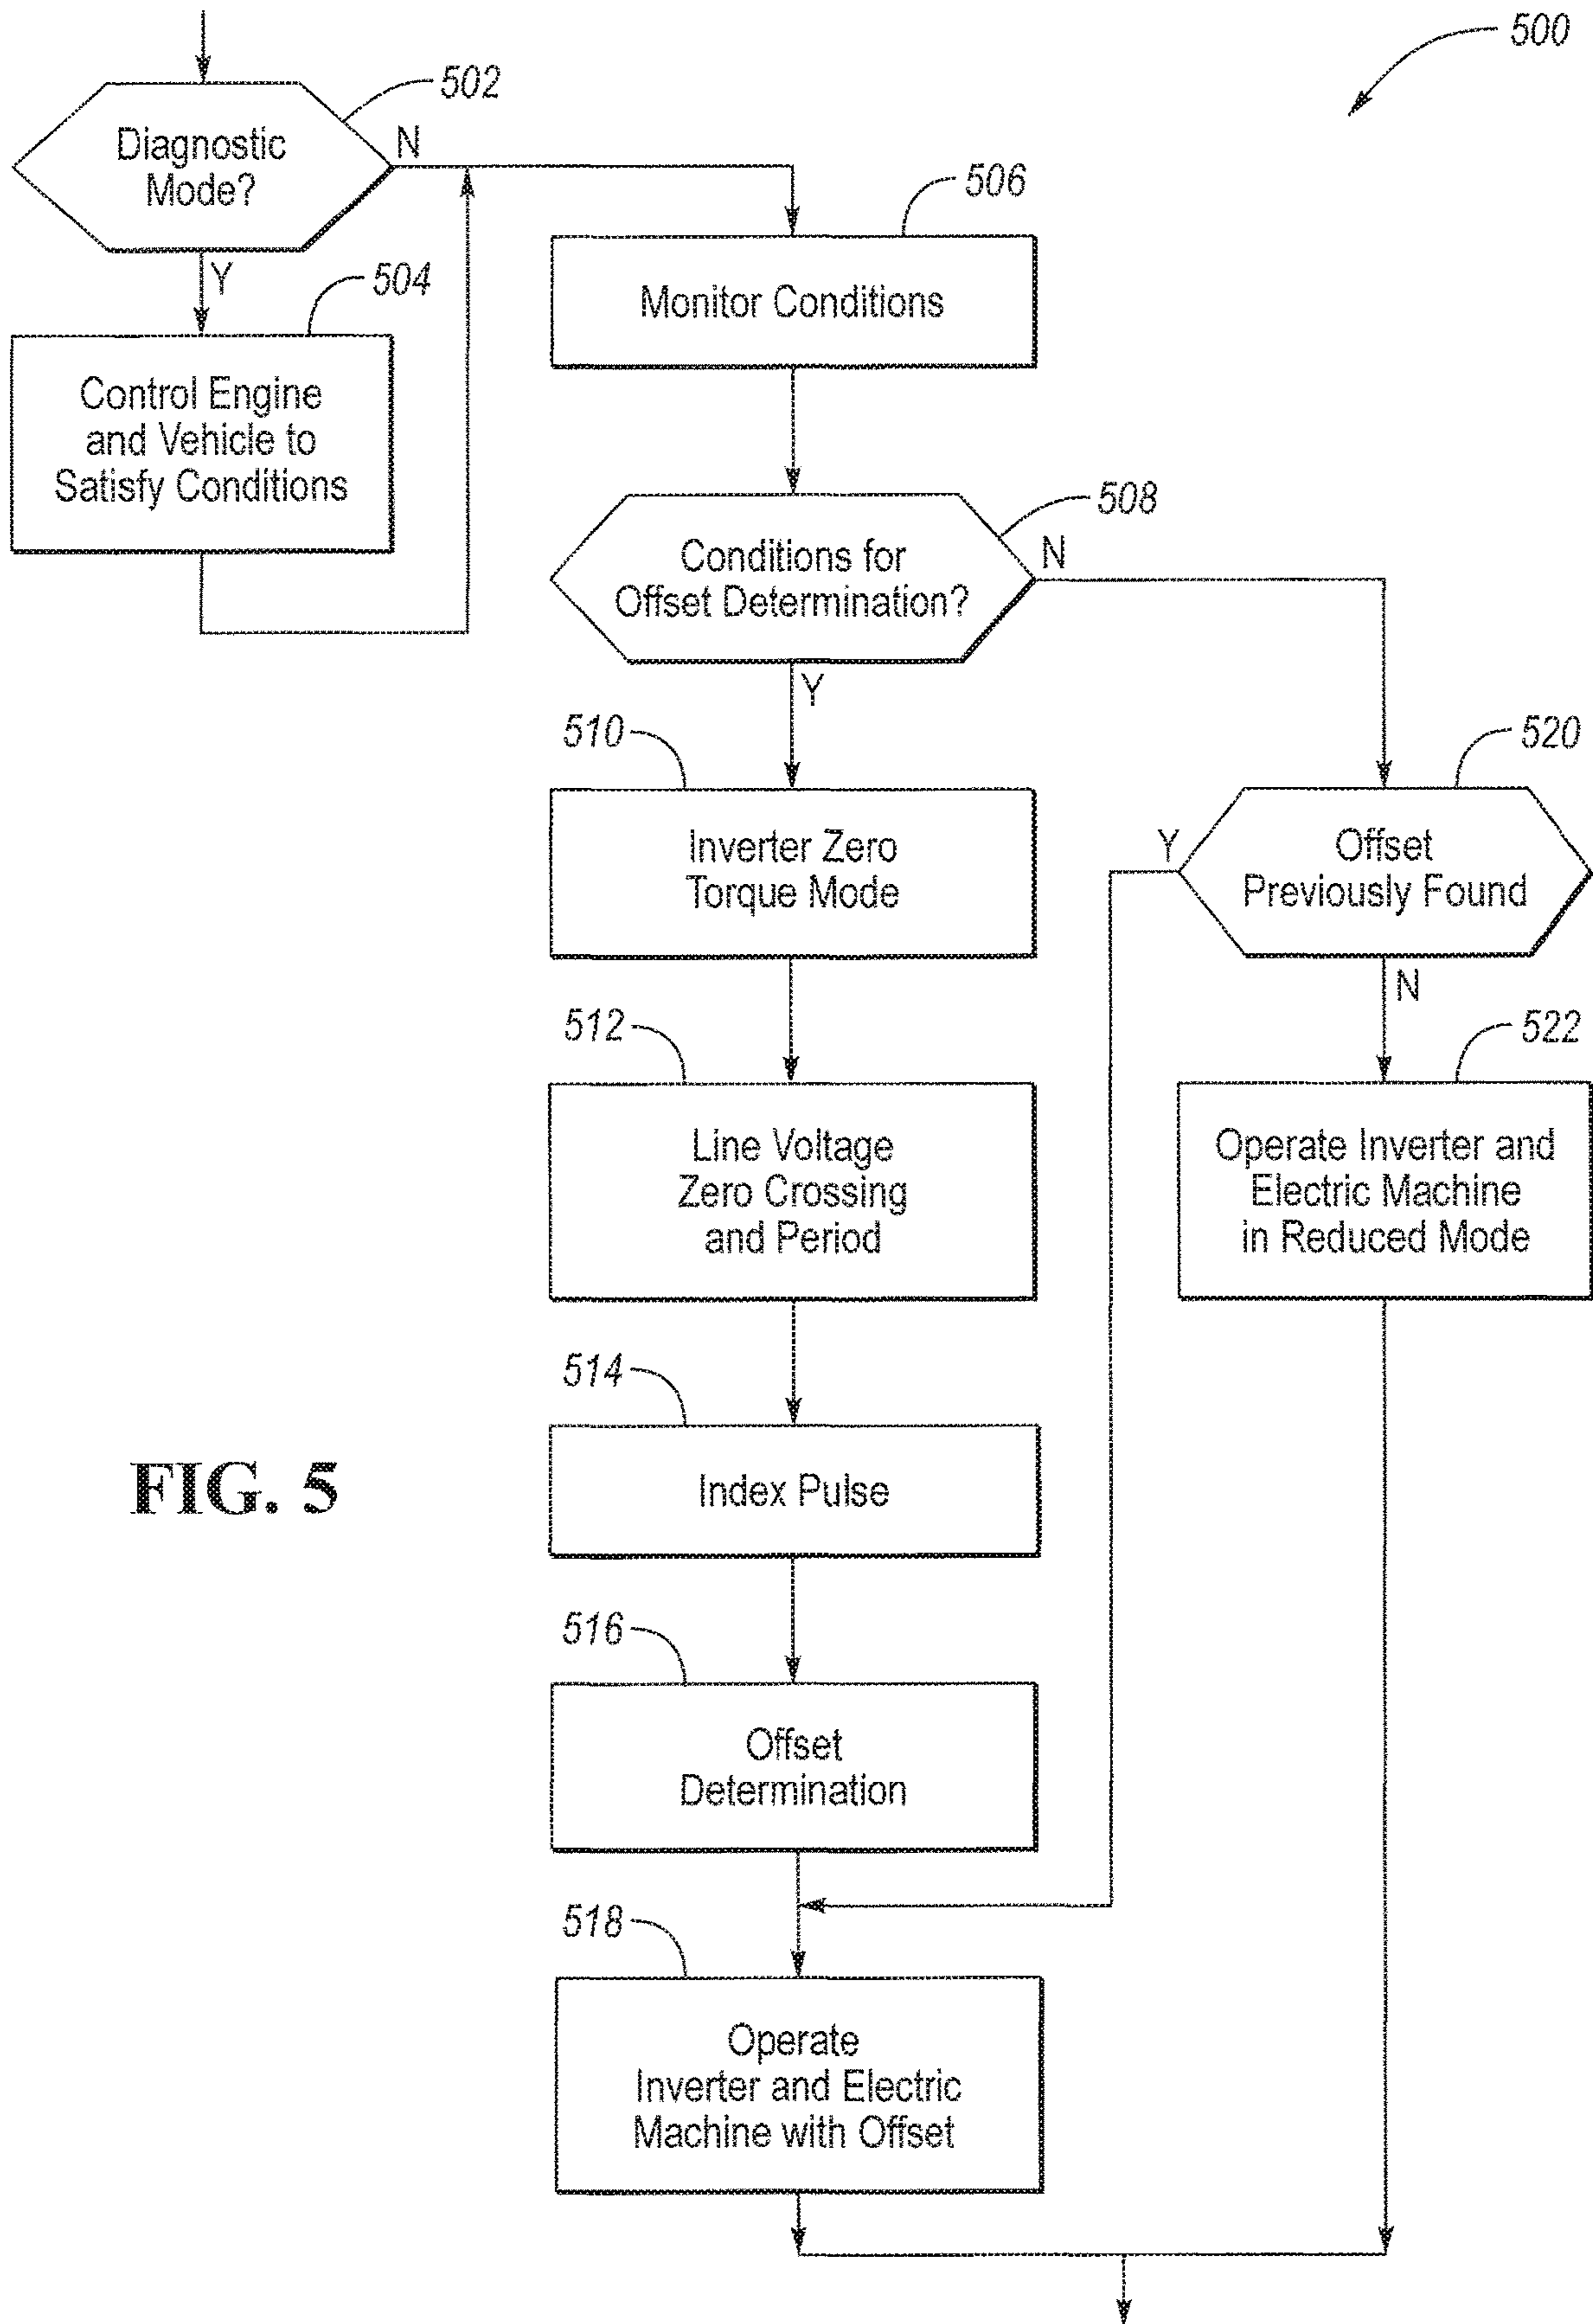 500
502
Diagnostic
Mode?
N
Y
504
Control Engine
and Vehicle to
Satisfy Conditions
506
Monitor Conditions
508
Conditions for
Offset Determination?
N
Y
510
Inverter Zero
Torque Mode
520
Y
Offset
Previously Found
N
512
Line Voltage
Zero Crossing
and Period
522
Operate Inverter and
Electric Machine
in Reduced Mode
514
Index Pulse
FIG. 5
516
Offset
Determination
518
Operate
Inverter and Electric
Machine with Offset